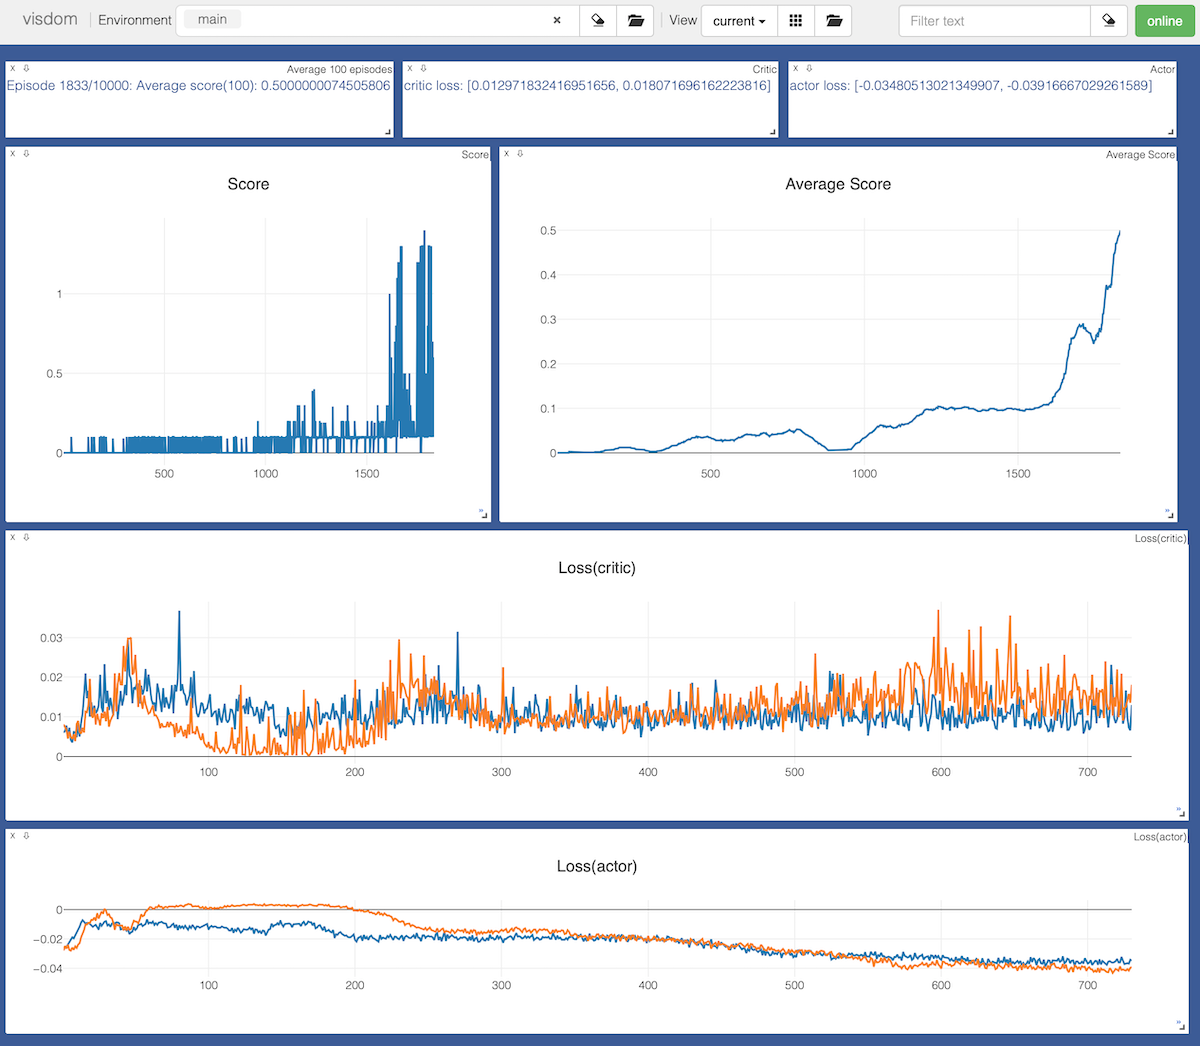 visdom Environment main × View current Filter text online
X Average 100 episodes
Episode 1833/10000: Average score(100): 0.5000000074505806
X Critic
critic loss: [0.012971832416951656, 0.018071696162223816]
X Actor
actor loss: [-0.03480513021349907, -0.03916667029261589]
X Score
Score
1
0.5
0
500 1000 1500
»
X Average Score
Average Score
0.5
0.4
0.3
0.2
0.1
0
500 1000 1500
»
X Loss(critic)
Loss(critic)
0.03
0.02
0.01
0
100 200 300 400 500 600 700
»
X Loss(actor)
Loss(actor)
0
−0.02
−0.04
100 200 300 400 500 600 700
»